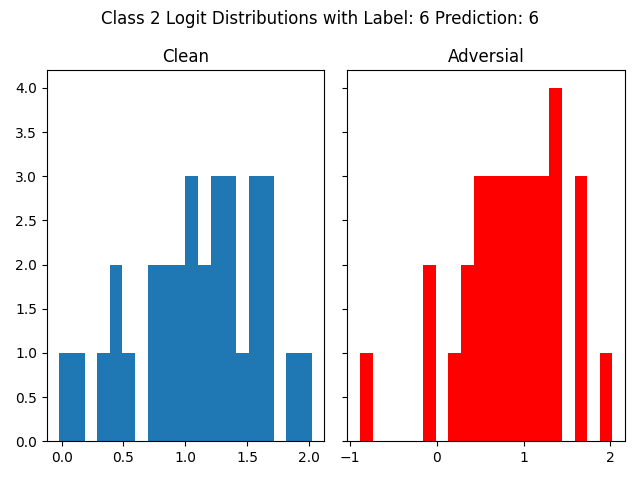 Class 2 Logit Distributions with Label: 6 Prediction: 6
Clean
Adversial
4.0
3.5
3.0
2.5
2.0
1.5
1.0
0.5
0.0
0.0 0.5 1.0 1.5 2.0
−1 0 1 2